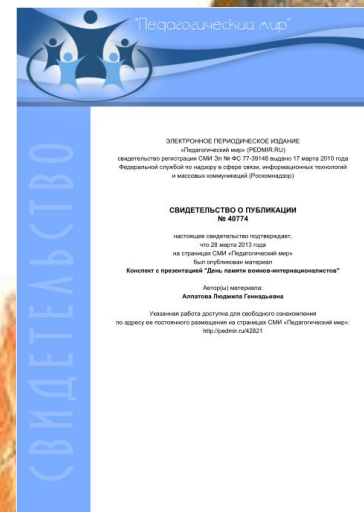 "Педагогический мир"
СВИДЕТЕЛЬСТВО
ЭЛЕКТРОННОЕ ПЕРИОДИЧЕСКОЕ ИЗДАНИЕ
«Педагогический мир» (PEDMIR.RU)
свидетельство регистрации СМИ Эл № ФС 77-39148 выдано 17 марта 2010 года
Федеральной службой по надзору в сфере связи, информационных технологий
и массовых коммуникаций (Роскомнадзор)
СВИДЕТЕЛЬСТВО О ПУБЛИКАЦИИ
№ 40774
настоящее свидетельство подтверждает,
что 28 марта 2013 года
на страницах СМИ «Педагогический мир»
был опубликован материал
Конспект с презентацией "День памяти воинов-интернационалистов"
Автор(ы) материала:
Алпатова Людмила Геннадьевна
Указанная работа доступна для свободного ознакомления
по адресу ее постоянного размещения на страницах СМИ «Педагогический мир»:
http://pedmir.ru/42821